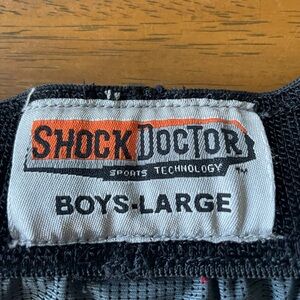 SHOCK DOCTOR
SPORTS TECHNOLOGY
™
BOYS-LARGE